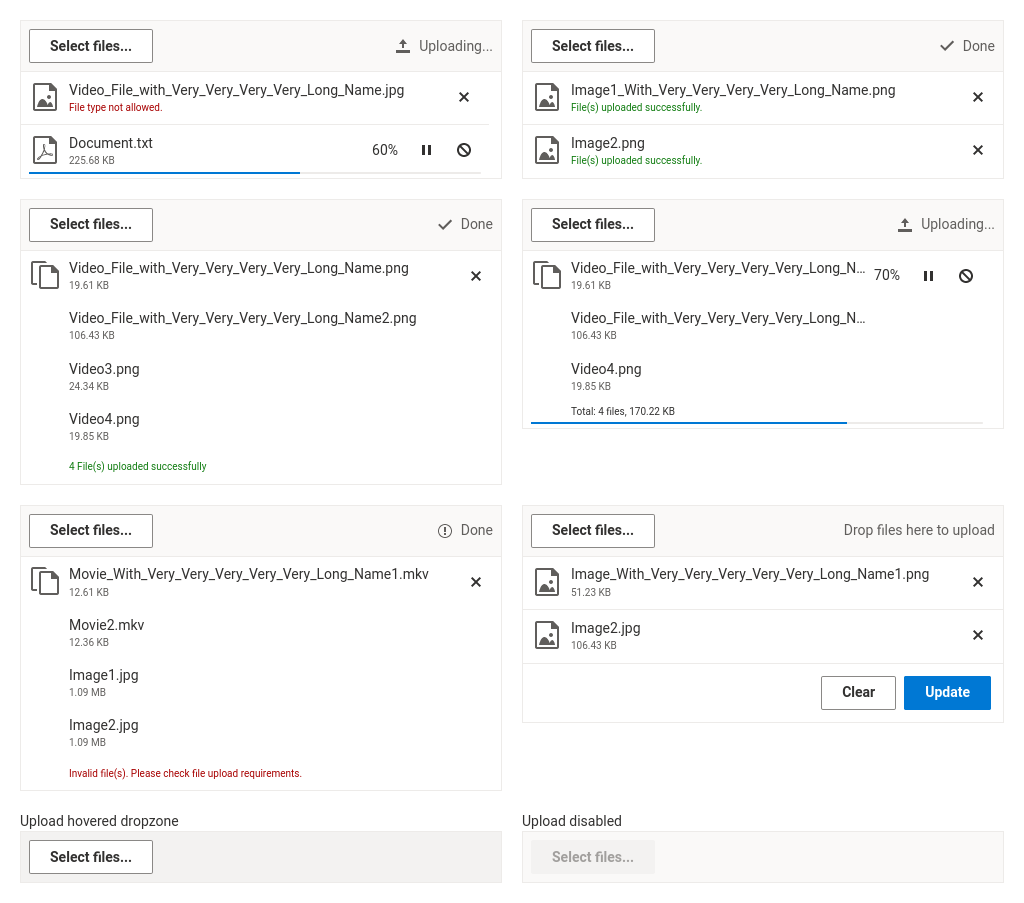 Select files...
Uploading...
Video_File_with_Very_Very_Very_Very_Long_Name.jpg
File type not allowed.
Document.txt
225.68 KB
60%
Select files...
Done
Image1_With_Very_Very_Very_Very_Long_Name.png
File(s) uploaded successfully.
Image2.png
File(s) uploaded successfully.
Select files...
Done
Video_File_with_Very_Very_Very_Very_Long_Name.png
19.61 KB
Video_File_with_Very_Very_Very_Very_Long_Name2.png
106.43 KB
Video3.png
24.34 KB
Video4.png
19.85 KB
4 File(s) uploaded successfully
Select files...
Uploading...
Video_File_with_Very_Very_Very_Very_Long_N...
19.61 KB
70%
Video_File_with_Very_Very_Very_Very_Long_N...
106.43 KB
Video4.png
19.85 KB
Total: 4 files, 170.22 KB
Select files...
Done
Movie_With_Very_Very_Very_Very_Very_Long_Name1.mkv
12.61 KB
Movie2.mkv
12.36 KB
Image1.jpg
1.09 MB
Image2.jpg
1.09 MB
Invalid file(s). Please check file upload requirements.
Select files...
Drop files here to upload
Image_With_Very_Very_Very_Very_Very_Long_Name1.png
51.23 KB
Image2.jpg
106.43 KB
Clear
Update
Upload hovered dropzone
Select files...
Upload disabled
Select files...